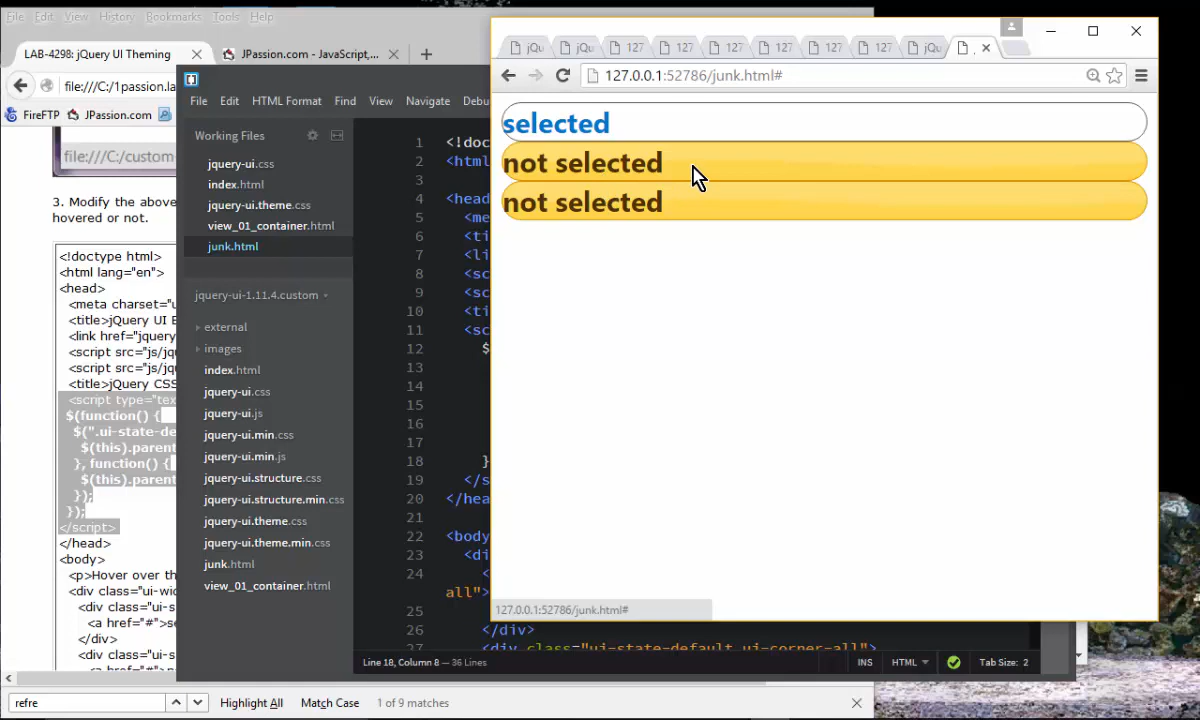 File Edit View History Bookmarks Tools Help
LAB-4298: jQuery UI Theming
JPassion.com - JavaScript,...
file:///C:/1passion.la
FireFTP JPassion.com
file:///C:/custom-
3. Modify the above
hovered or not.
<!doctype html>
<html lang="en">
<head>
<meta charset="u
<title>jQuery UI E
<link href="jquery
<script src="js/jq
<script src="js/jq
<title>jQuery CSS
<script type="tex
$(function() {
$(".ui-state-de
$(this).parent
}, function() {
$(this).parent
});
});
</script>
</head>
<body>
<p>Hover over th
<div class="ui-wid
<div class="ui-s
<a href="#">se
</div>
<div class="ui-s
<a href="#">n
refre
Highlight All Match Case 1 of 9 matches
File Edit HTML Format Find View Navigate Debu
Working Files
jquery-ui.css
index.html
jquery-ui.theme.css
view_01_container.html
junk.html
jquery-ui-1.11.4.custom
external
images
index.html
jquery-ui.css
jquery-ui.js
jquery-ui.min.css
jquery-ui.min.js
jquery-ui.structure.css
jquery-ui.structure.min.css
jquery-ui.theme.css
jquery-ui.theme.min.css
junk.html
view_01_container.html
1 <!doc
2 <html
3
4 <head
5 <me
6 <ti
7 <li
8 <sc
9 <sc
10 <ti
11 <sc
12 $
13
14
15
16
17
18 }
19 </s
20 </hea
21
22 <body
23 <di
24 <
all">
25
26 </div>
27 <div class="ui-state-default ui-corner-all">
Line 18, Column 8 — 36 Lines
INS HTML Tab Size: 2
jQu jQu 127 127 127 127 127 127 jQu
127.0.0.1:52786/junk.html#
selected
not selected
not selected
127.0.0.1:52786/junk.html#